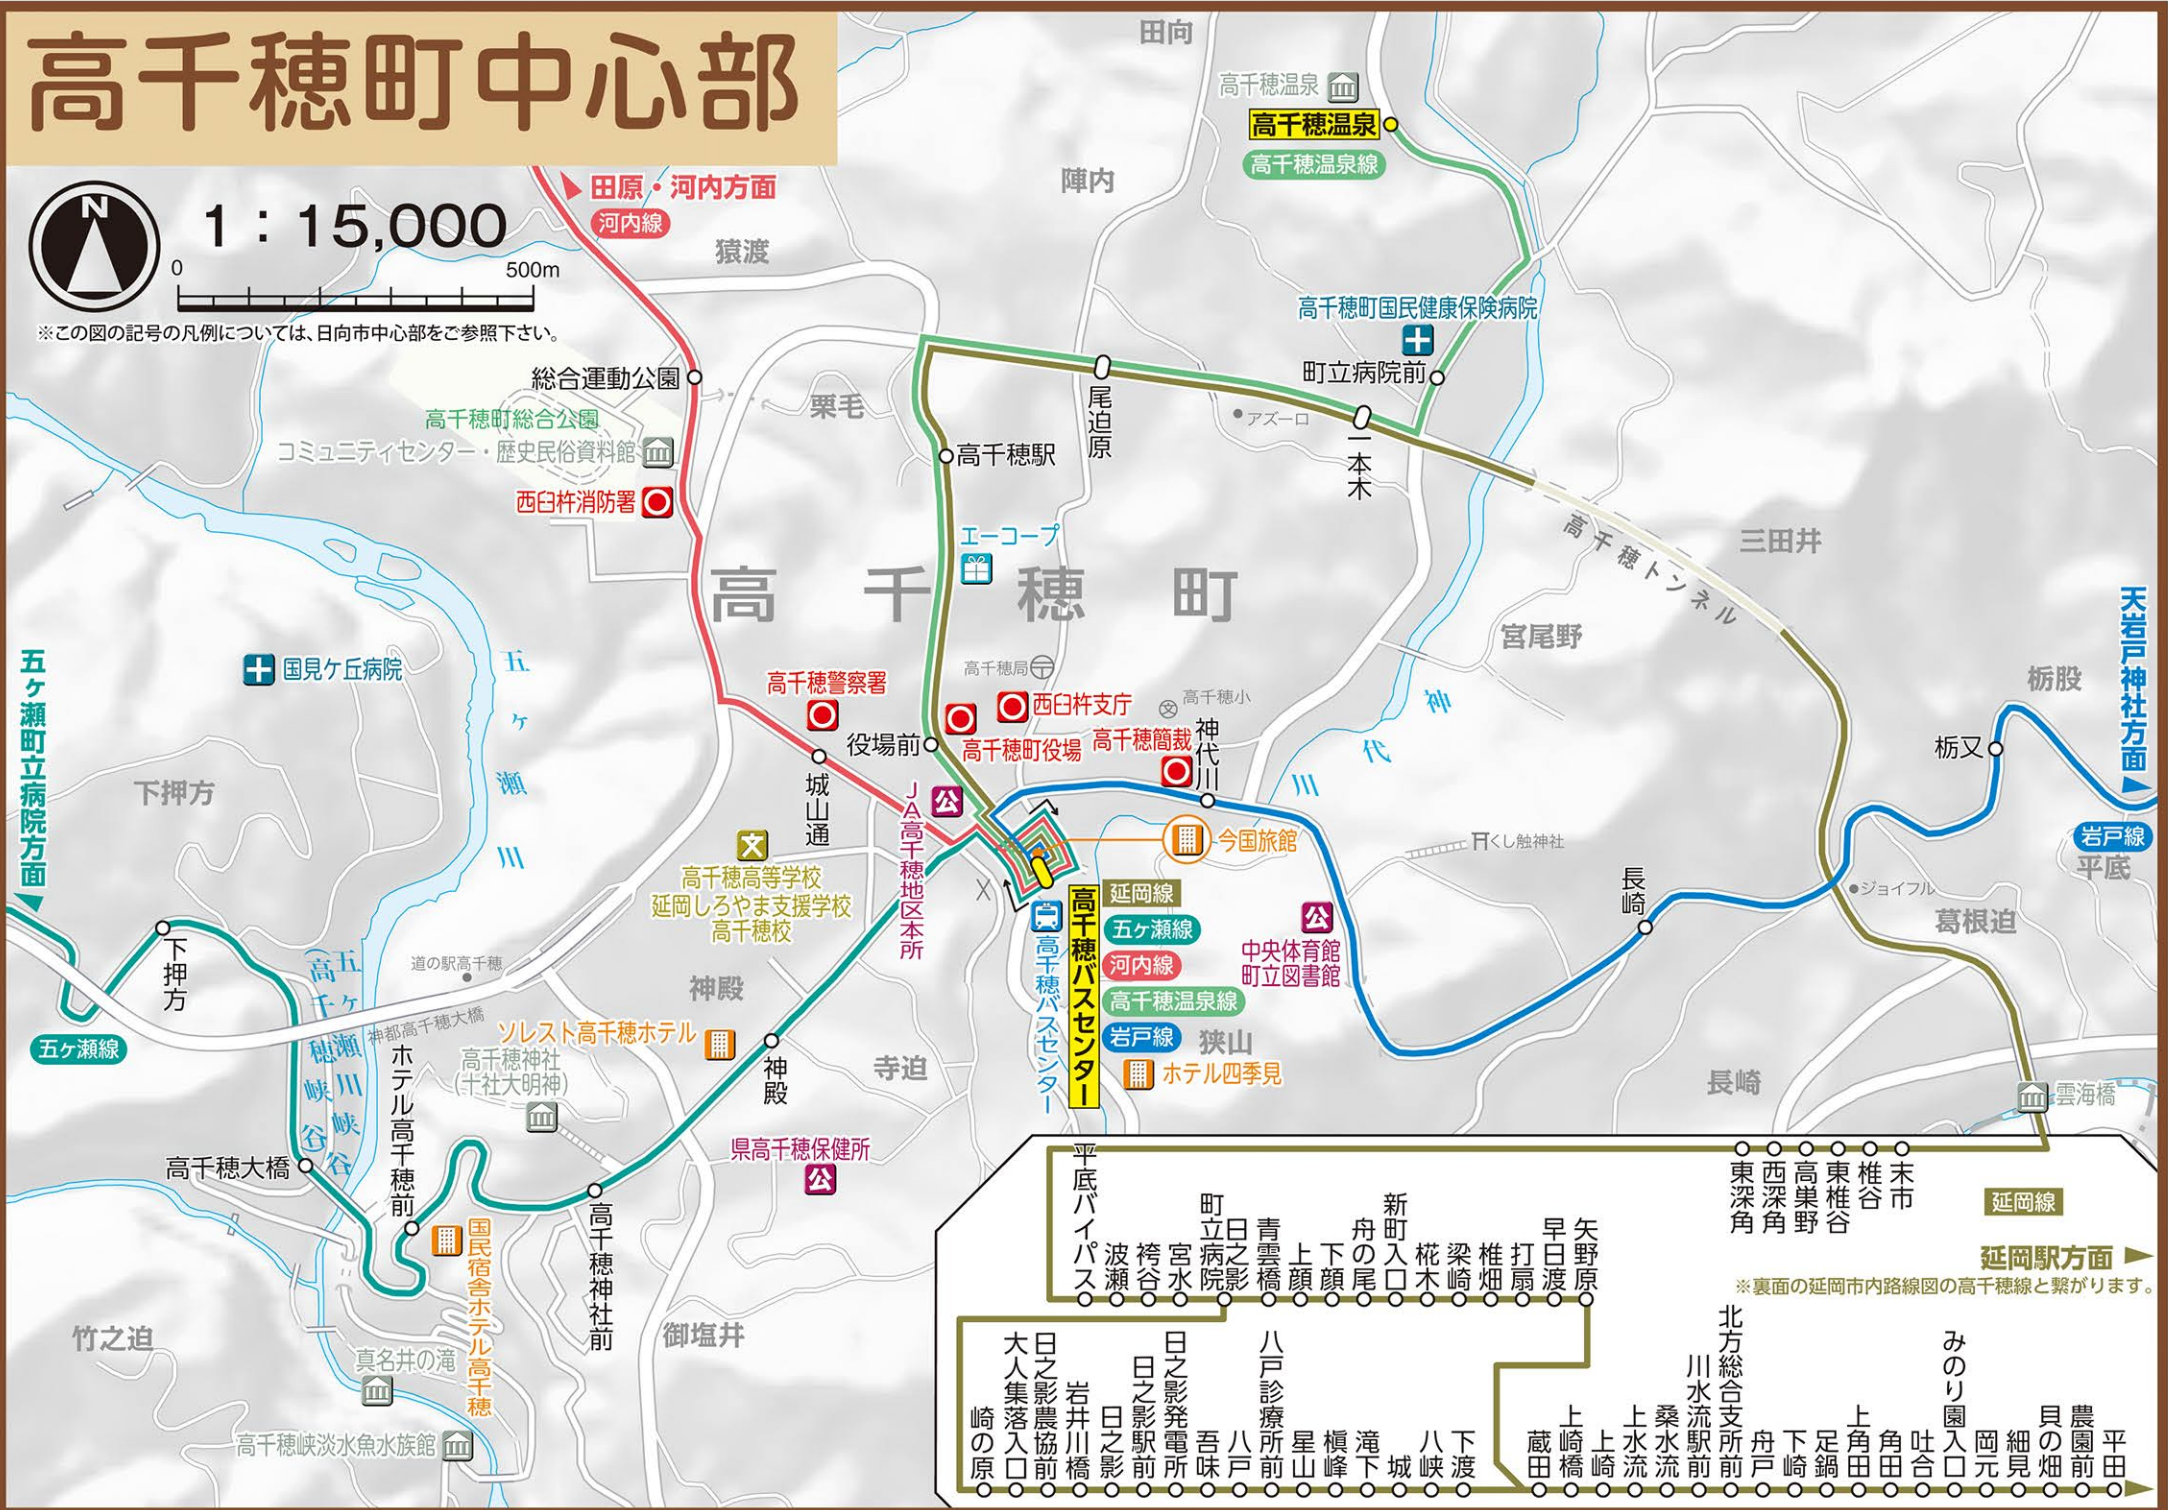 高千穂町中心部
N
1：15,000
0
500m
※この図の記号の凡例については、日向市中心部をご参照下さい。
田原・河内方面
河内線
田向
高千穂温泉
高千穂温泉
高千穂温泉線
陣内
猿渡
高千穂町国民健康保険病院
町立病院前
総合運動公園
高千穂町総合公園
コミュニティセンター・歴史民俗資料館
西臼杵消防署
栗毛
高千穂駅
尾迫原
アズーロ
一本木
エーコープ
高千穂トンネル
三田井
高千穂町
宮尾野
天岩戸神社方面
栃股
栃又
岩戸線
平底
五ヶ瀬町立病院方面
国見ケ丘病院
五ヶ瀬川
下押方
高千穂警察署
高千穂局
西臼杵支庁
高千穂小
役場前
高千穂町役場
高千穂簡裁
神代川
神代川
城山通
JA高千穂地区本所
今国旅館
くし触神社
長崎
ジョイフル
葛根迫
高千穂高等学校
延岡しろやま支援学校
高千穂校
高千穂バスセンター
高千穂バスセンター
延岡線
五ヶ瀬線
河内線
高千穂温泉線
岩戸線
ホテル四季見
中央体育館
町立図書館
狭山
長崎
雲海橋
下押方
五ヶ瀬線
五ヶ瀬川峡谷
(高千穂峡谷
道の駅高千穂
神都高千穂大橋
神殿
ソレスト高千穂ホテル
高千穂神社
(十社大明神)
神殿
寺迫
県高千穂保健所
高千穂大橋
ホテル高千穂前
国民宿舎ホテル高千穂
高千穂神社前
御塩井
竹之迫
真名井の滝
高千穂峡淡水魚水族館
東深角
西深角
高巣野
東椎谷
椎谷
末市
延岡線
延岡駅方面
※裏面の延岡市内路線図の高千穂線と繋がります。
平底バイパス
波瀬
袴谷
宮水
町立病院
日之影
青雲橋
上顔
下顔
舟の尾
新町入口
椛木
梁崎
椎畑
打扇
早日渡
矢野原
崎の原
大人集落入口
日之影農協前
岩井川橋
日之影
日之影駅前
日之影発電所
吾味
八戸
八戸診療所前
星山
槇峰
滝下
城
八峡
下渡
蔵田
上崎橋
上崎
上水流
桑水流
川水流駅前
北方総合支所前
舟戸
下崎
足鍋
上角田
角田
吐合
みのり園入口
岡元
細見
貝の畑
農園前
平田